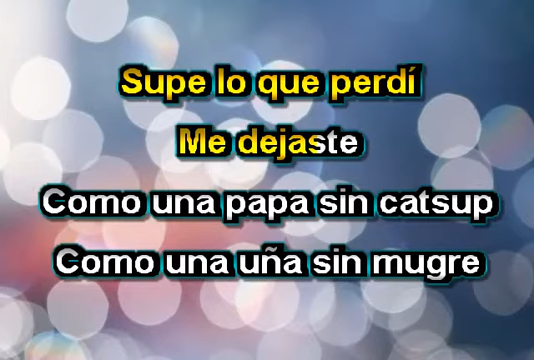 Supe lo que perdí
Me dejaste
Como una papa sin catsup
Como una uña sin mugre